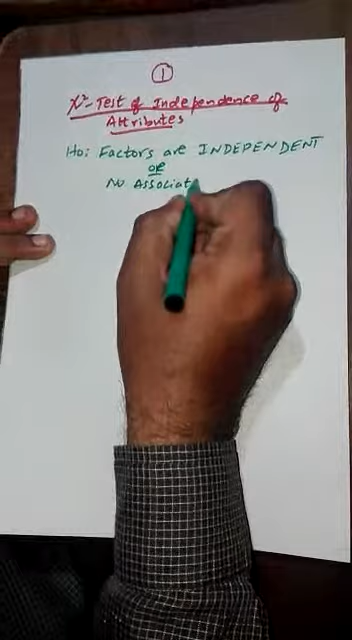 1
χ²-Test of Independence of
Attributes
Ho: Factors are INDEPENDENT
OR
No Associat